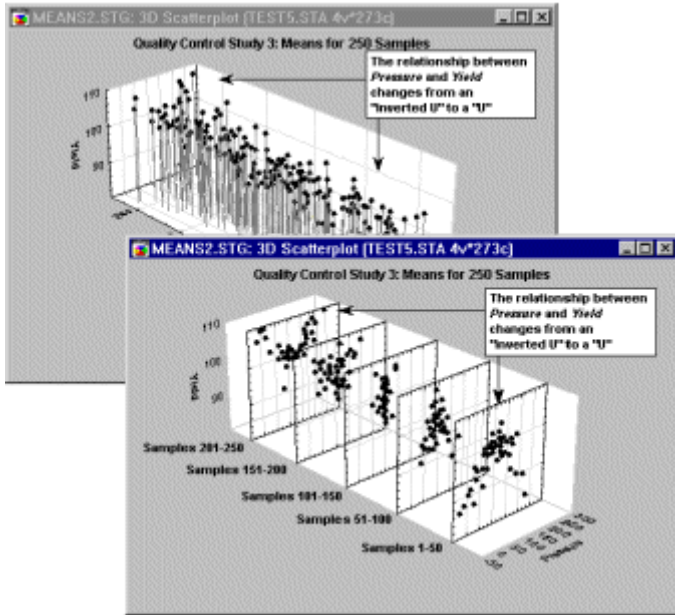 MEANS2.STG: 3D Scatterplot (TEST5.STA 4v*273c)
Quality Control Study 3: Means for 250 Samples
The relationship between
Pressure and Yield
changes from an
"Inverted U" to a "U"
110
100
90
Yield
MEANS2.STG: 3D Scatterplot (TEST5.STA 4v*273c)
Quality Control Study 3: Means for 250 Samples
The relationship between
Pressure and Yield
changes from an
"Inverted U" to a "U"
110
100
90
Yield
Samples 201-250
Samples 151-200
Samples 101-150
Samples 51-100
Samples 1-50
Pressure